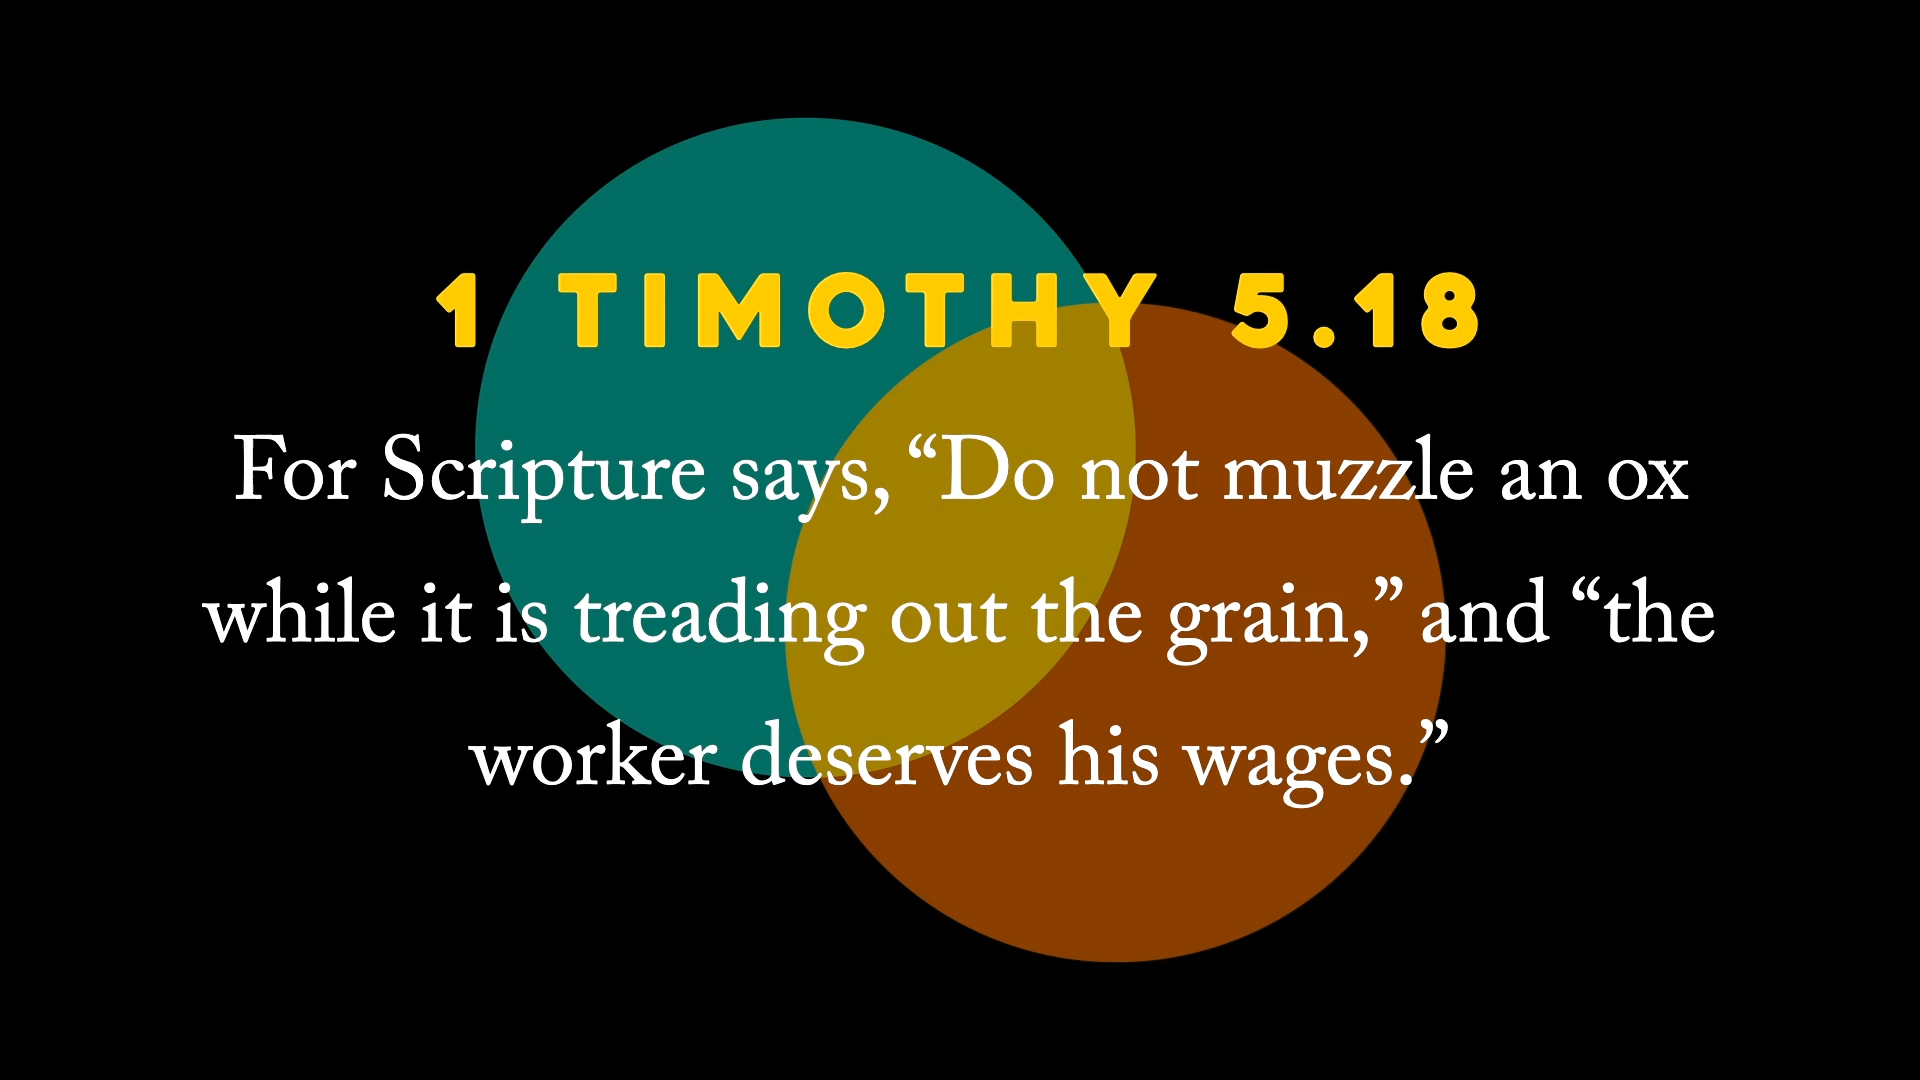 1 TIMOTHY 5.18
For Scripture says, “Do not muzzle an ox
while it is treading out the grain,” and “the
worker deserves his wages.”